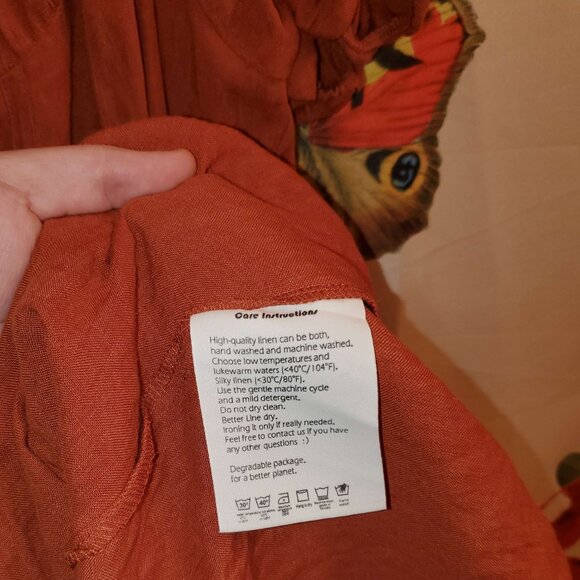 Care Instructions
High-quality linen can be both,
hand washed and machine washed.
Choose low temperatures and
lukewarm waters (<40°C/104°F).
Silky linen (<30°C/80°F).
Use the gentle machine cycle
and a mild detergent.
Do not dry clean.
Better Line dry.
Ironing it only if really needed.
Feel free to contact us if you have
any other questions :)
Degradable package,
for a better planet.
30° 40°